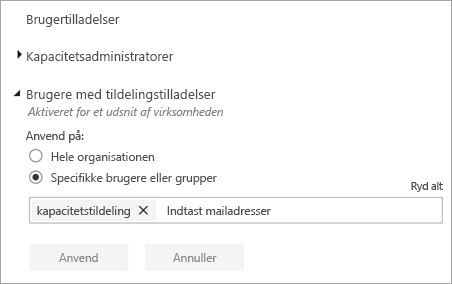 Brugertilladelser
Kapacitetsadministratorer
Brugere med tildelingstilladelser
Aktiveret for et udsnit af virksomheden
Anvend på:
Hele organisationen
Specifikke brugere eller grupper
Ryd alt
kapacitetstildeling Indtast mailadresser
Anvend Annuller